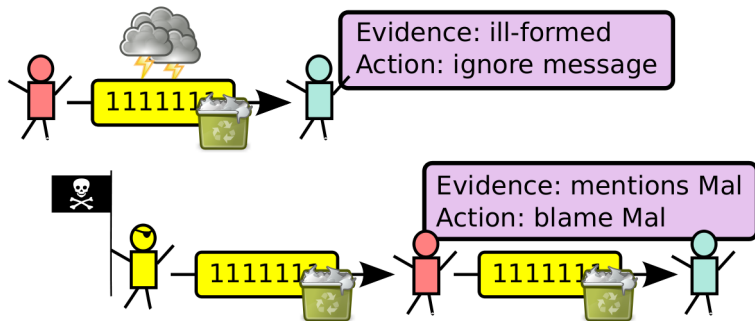 Evidence: ill-formed
Action: ignore message
1111111
Evidence: mentions Mal
Action: blame Mal
1111111
1111111